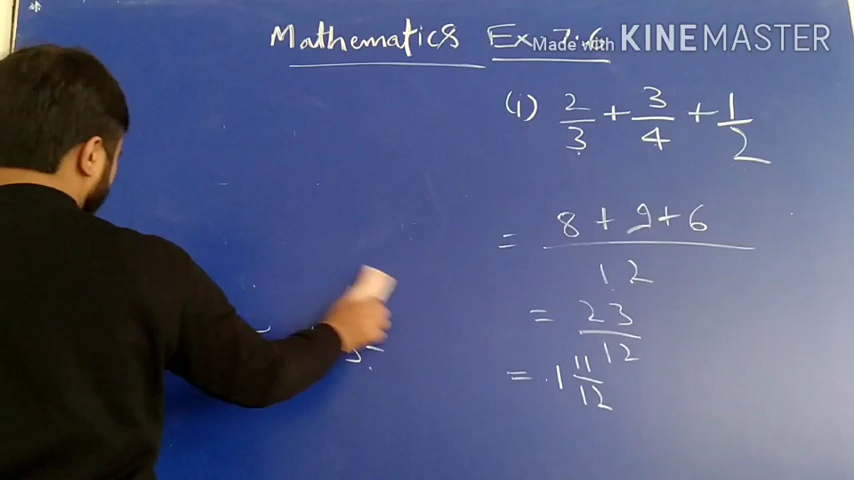 Mathematics Ex. 7.6
Made with KINEMASTER
(i) 2/3 + 3/4 + 1/2
= 8 + 9 + 6 / 12
= 23/12
= 1 11/12